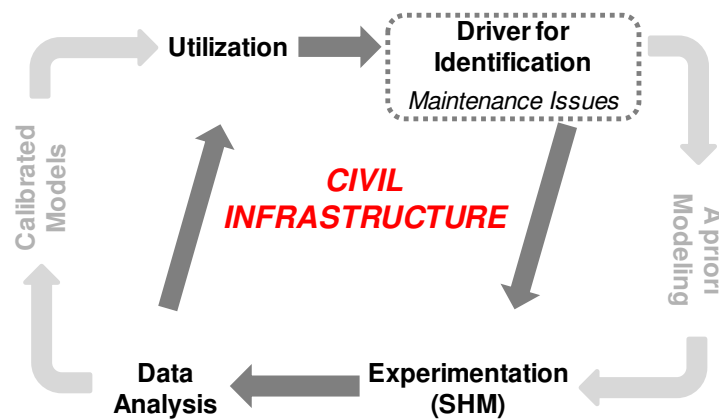 Utilization
Driver for
Identification
Maintenance Issues
CIVIL
INFRASTRUCTURE
Calibrated
Models
A priori
Modeling
Data
Analysis
Experimentation
(SHM)